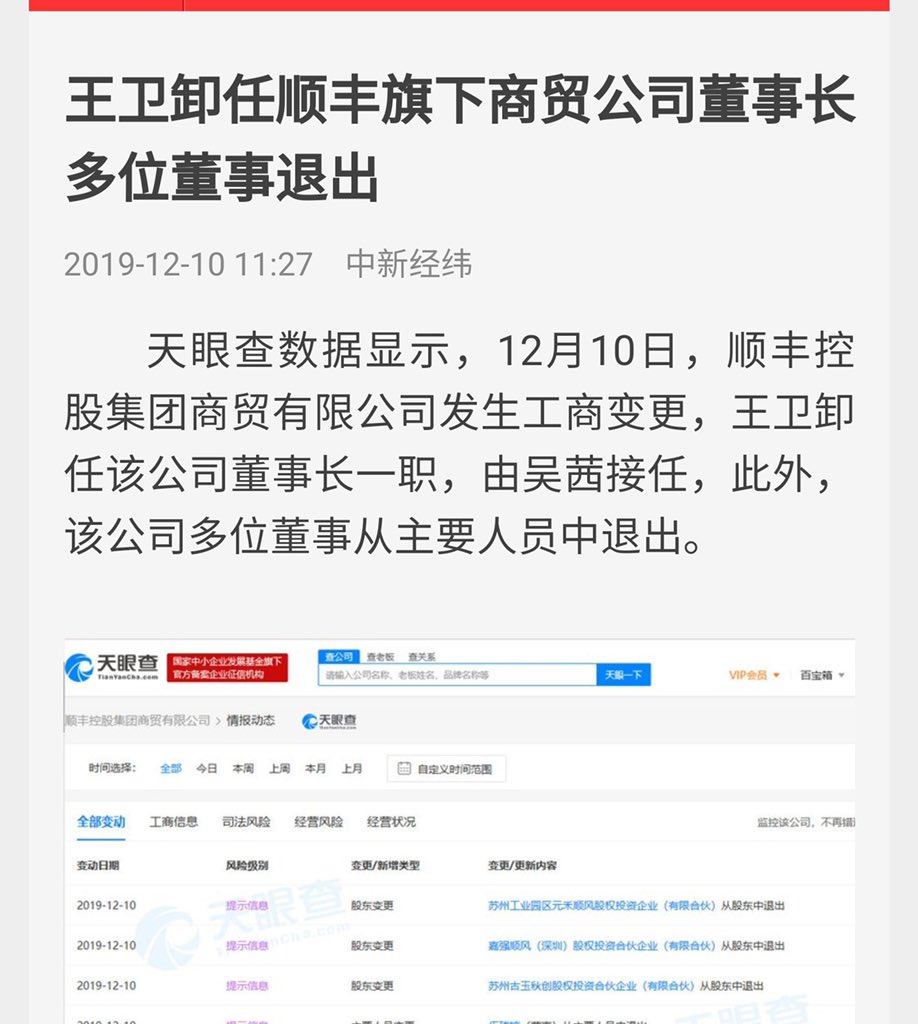 王卫卸任顺丰旗下商贸公司董事长
多位董事退出
2019-12-10 11:27 中新经纬
天眼查数据显示，12月10日，顺丰控
股集团商贸有限公司发生工商变更，王卫卸
任该公司董事长一职，由吴茜接任，此外，
该公司多位董事从主要人员中退出。
天眼查 国家中小企业发展基金旗下
TianYanCha.com 官方备案企业征信机构
查公司 查老板 查关系
请输入公司名称、老板姓名、品牌名称等 天眼一下 VIP会员 百宝箱
顺丰控股集团商贸有限公司 > 情报动态 天眼查
时间选择： 全部 今日 本周 上周 本月 上月 自定义时间范围
全部变动 工商信息 司法风险 经营风险 经营状况 监控该公司，不再错过
变动日期 风险级别 变更/新增类型 变更/更新内容
2019-12-10 提示信息 股东变更 苏州工业园区元禾顺风股权投资企业（有限合伙）从股东中退出
2019-12-10 提示信息 股东变更 嘉强顺风（深圳）股权投资合伙企业（有限合伙）从股东中退出
2019-12-10 提示信息 股东变更 苏州古玉秋创股权投资合伙企业（有限合伙）从股东中退出
2019-12-10 提示信息 主要人员变更
天眼查
TianYanCha.com
天眼查